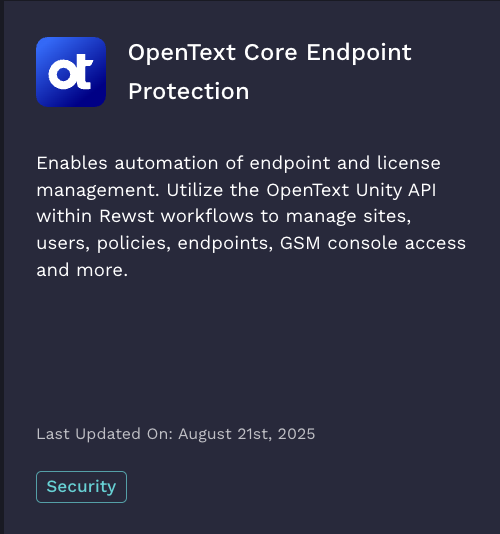 ot
OpenText Core Endpoint
Protection
Enables automation of endpoint and license
management. Utilize the OpenText Unity API
within Rewst workflows to manage sites,
users, policies, endpoints, GSM console access
and more.
Last Updated On: August 21st, 2025
Security